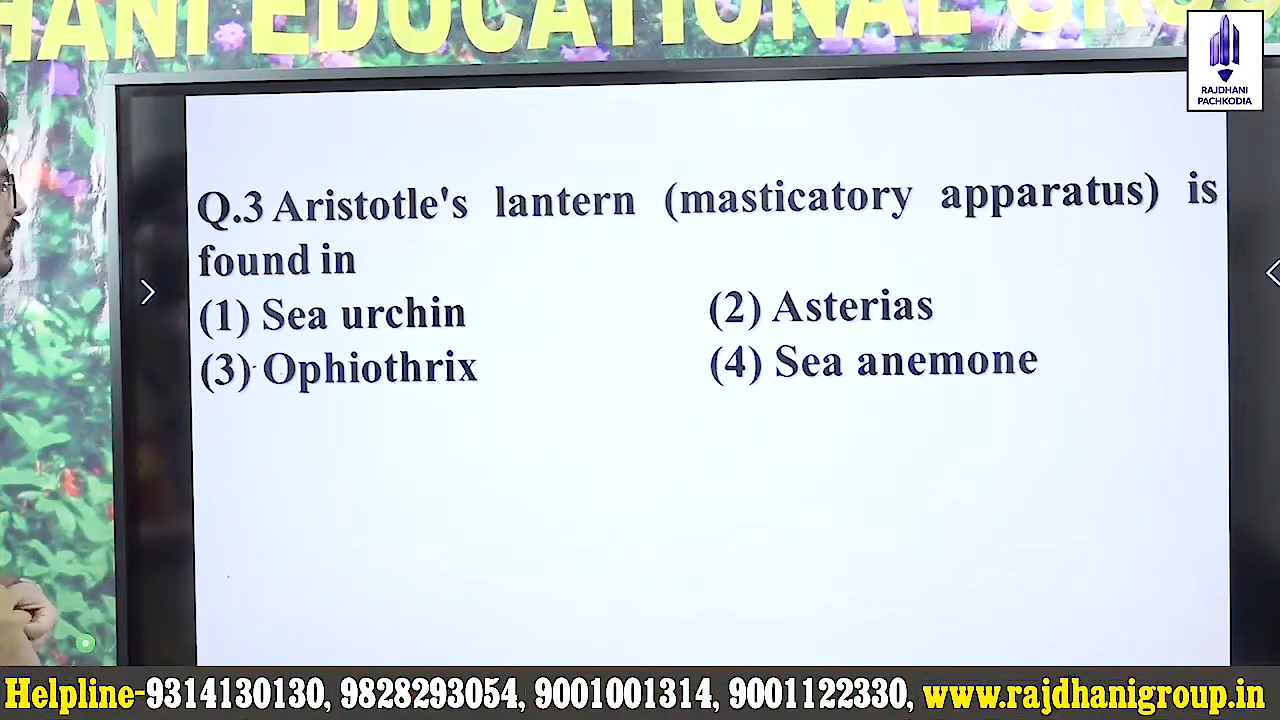 HANI EDUCATIONAL GRO
RAJDHANI
PACHKODIA
Q.3 Aristotle's lantern (masticatory apparatus) is
found in
(1) Sea urchin (2) Asterias
(3) Ophiothrix (4) Sea anemone
Helpline-9314130130, 9828293054, 9001001314, 9001122330, www.rajdhanigroup.in